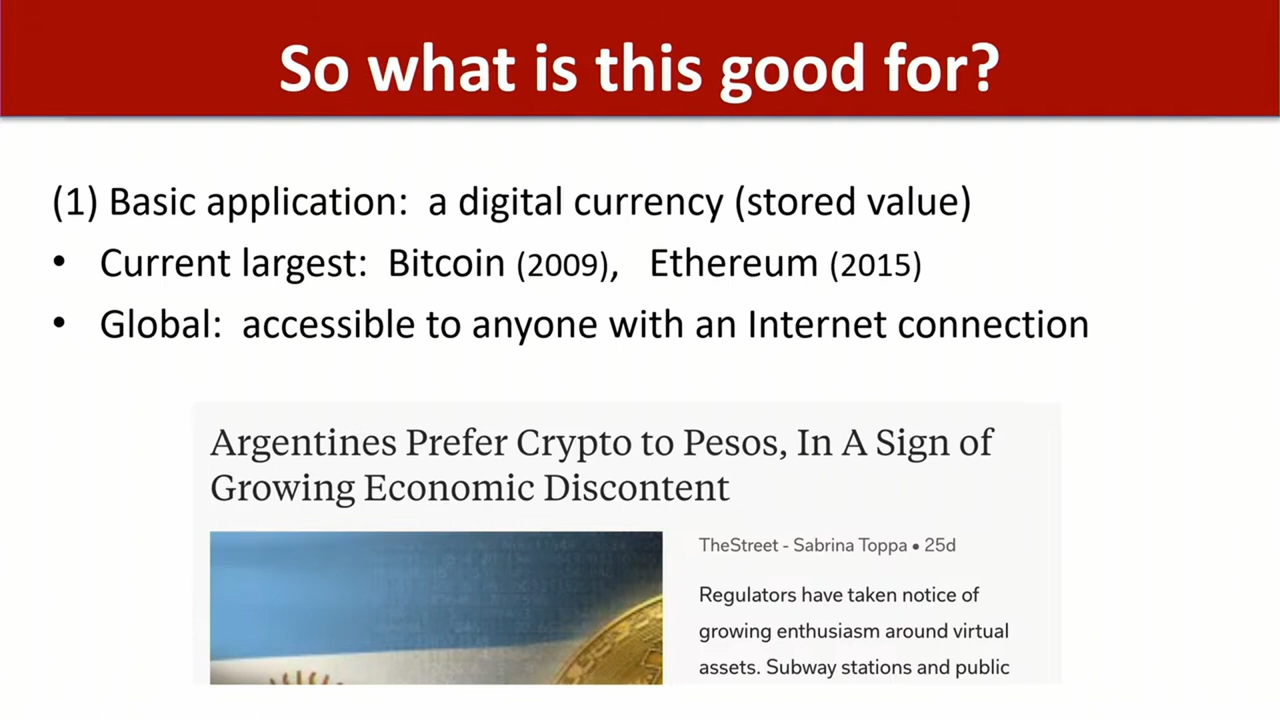 So what is this good for?
(1) Basic application: a digital currency (stored value)
• Current largest: Bitcoin (2009), Ethereum (2015)
• Global: accessible to anyone with an Internet connection
Argentines Prefer Crypto to Pesos, In A Sign of
Growing Economic Discontent
TheStreet - Sabrina Toppa • 25d
Regulators have taken notice of
growing enthusiasm around virtual
assets. Subway stations and public